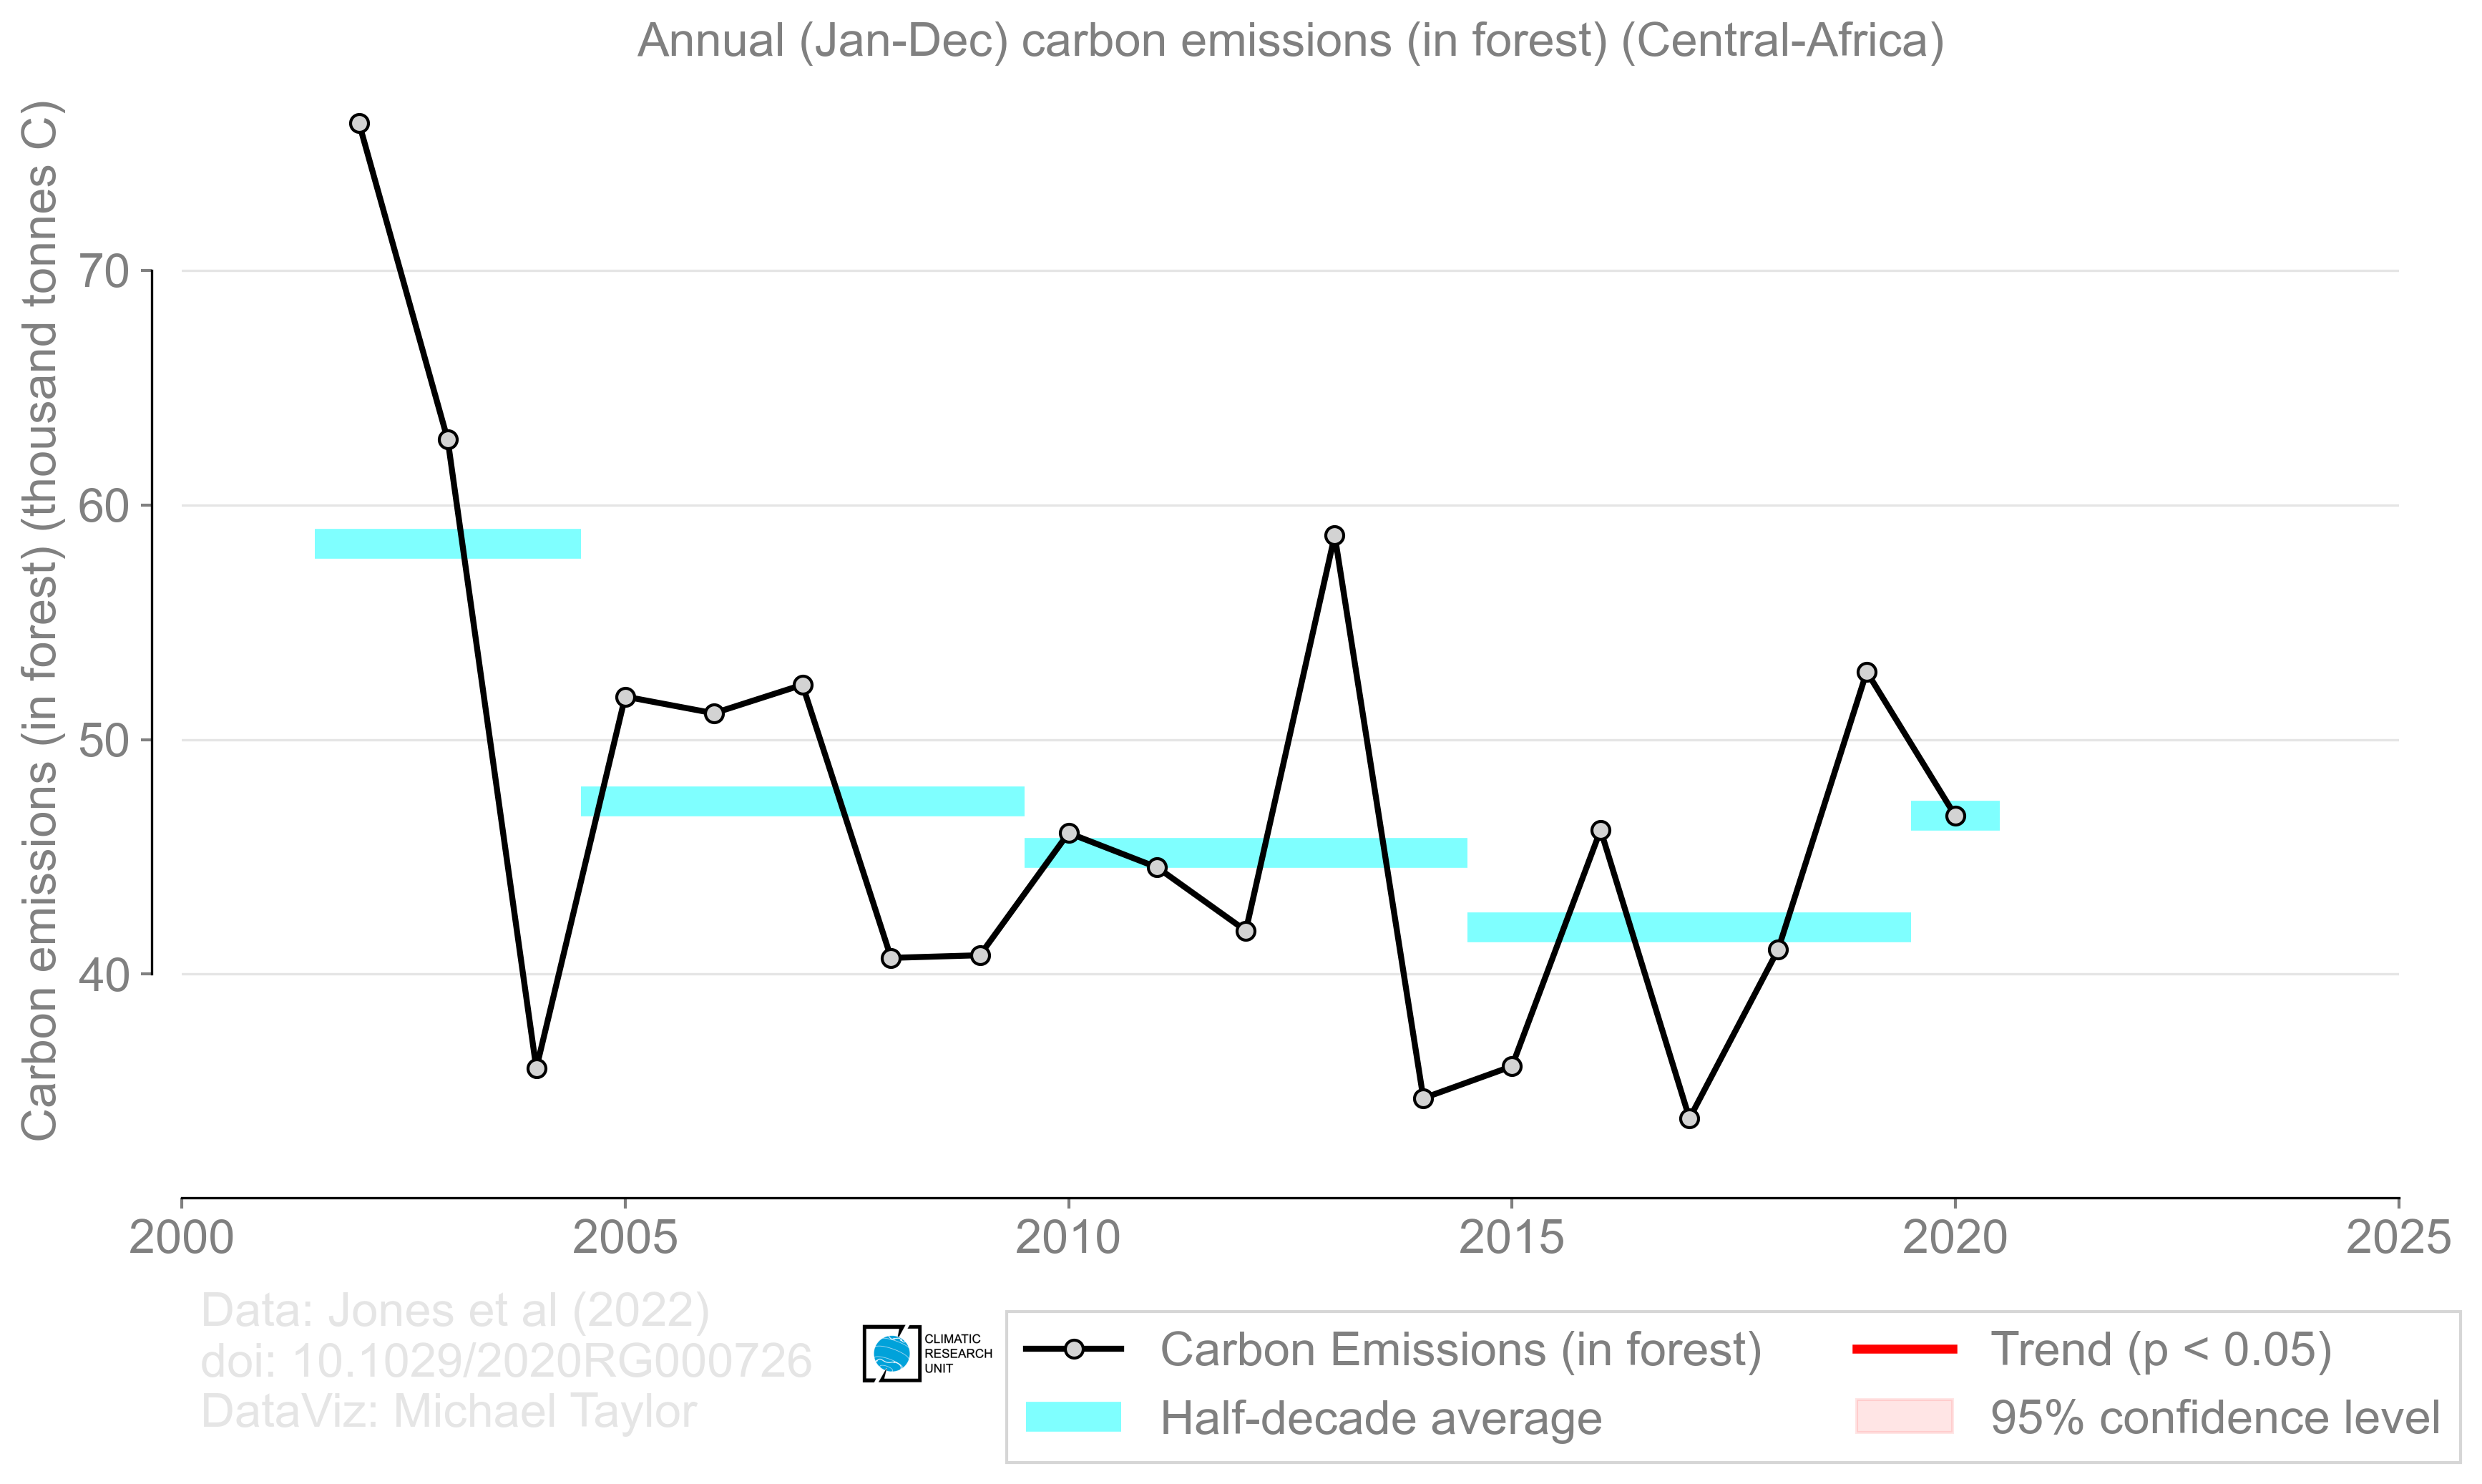 Annual (Jan-Dec) carbon emissions (in forest) (Central-Africa)
Carbon emissions (in forest) (thousand tonnes C)
70
60
50
40
2000 2005 2010 2015 2020 2025
Data: Jones et al (2022)
doi: 10.1029/2020RG000726
DataViz: Michael Taylor
CLIMATIC
RESEARCH
UNIT
Carbon Emissions (in forest)
Half-decade average
Trend (p < 0.05)
95% confidence level